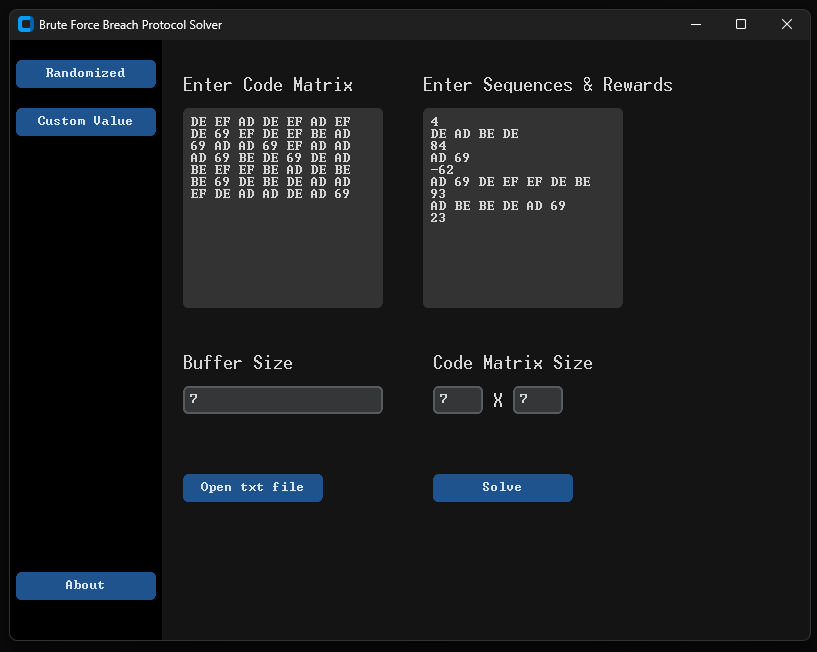 Brute Force Breach Protocol Solver
Randomized
Custom Value
Enter Code Matrix
DE EF AD DE EF AD EF
DE 69 EF DE EF BE AD
69 AD AD 69 EF AD AD
AD 69 BE DE 69 DE AD
BE EF EF BE AD DE BE
BE 69 DE BE DE AD AD
EF DE AD AD DE AD 69
Enter Sequences & Rewards
4
DE AD BE DE
84
AD 69
-62
AD 69 DE EF EF DE BE
93
AD BE BE DE AD 69
23
Buffer Size
7
Code Matrix Size
7 X 7
Open txt file
Solve
About